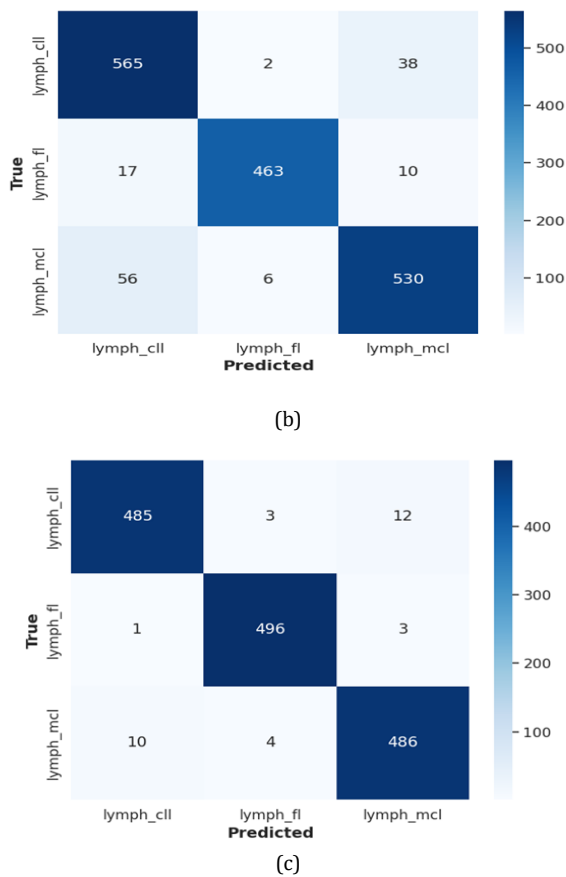 565 2 38
17 463 10
56 6 530
lymph_cll
lymph_fl
lymph_mcl
True
lymph_cll lymph_fl lymph_mcl
Predicted
500
400
300
200
100
(b)
485 3 12
1 496 3
10 4 486
lymph_cll
lymph_fl
lymph_mcl
True
lymph_cll lymph_fl lymph_mcl
Predicted
400
300
200
100
(c)